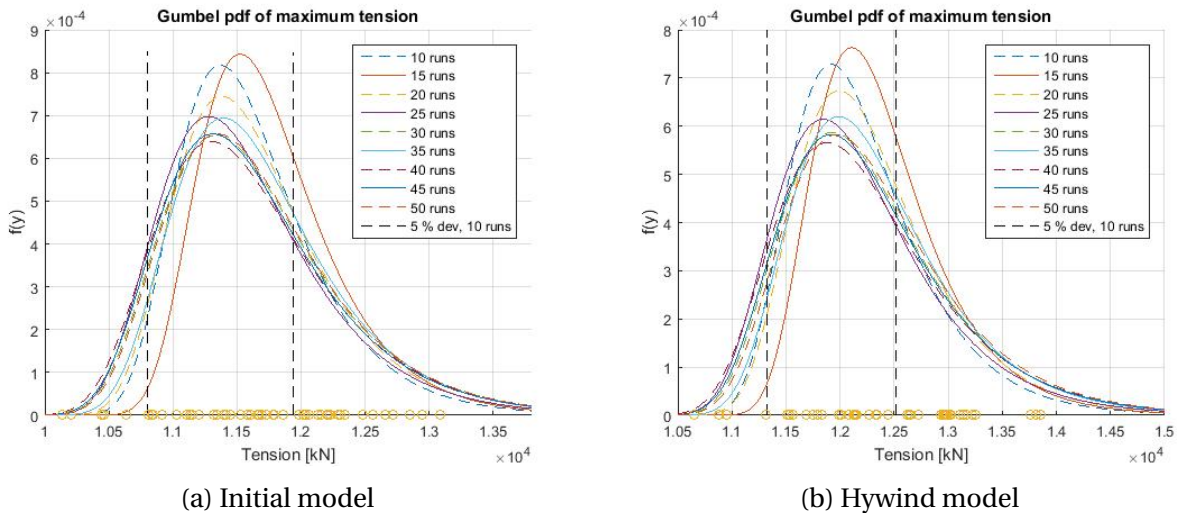 Gumbel pdf of maximum tension
×10⁻⁴
9
8
7
6
5
4
3
2
1
0
f(y)
10 runs
15 runs
20 runs
25 runs
30 runs
35 runs
40 runs
45 runs
50 runs
5 % dev, 10 runs
1 1.05 1.1 1.15 1.2 1.25 1.3 1.35
Tension [kN]
×10⁴
(a) Initial model
Gumbel pdf of maximum tension
×10⁻⁴
8
7
6
5
4
3
2
1
0
f(y)
10 runs
15 runs
20 runs
25 runs
30 runs
35 runs
40 runs
45 runs
50 runs
5 % dev, 10 runs
1.05 1.1 1.15 1.2 1.25 1.3 1.35 1.4 1.45 1.5
Tension [kN]
×10⁴
(b) Hywind model